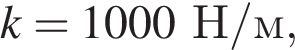 k = 1000 Н/м,